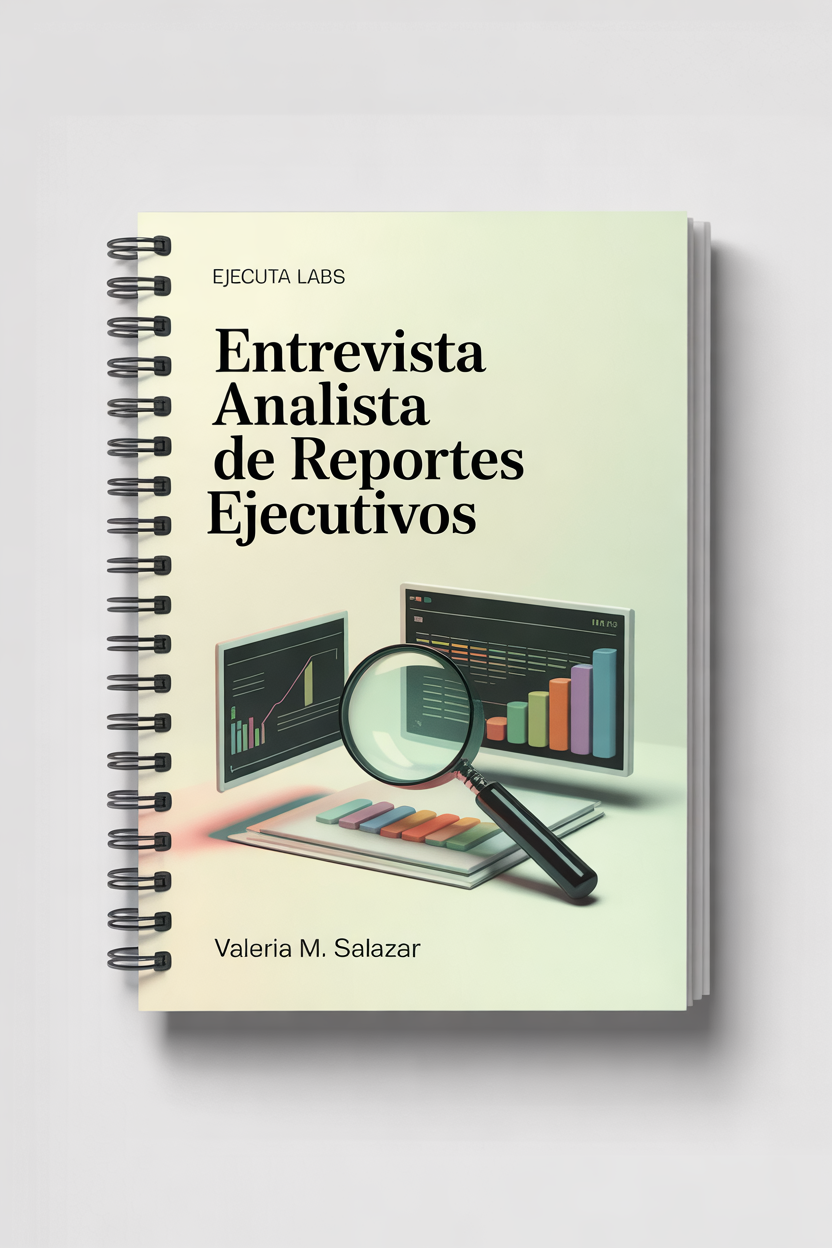 EJECUTA LABS
Entrevista
Analista
de Reportes
Ejecutivos
Valeria M. Salazar